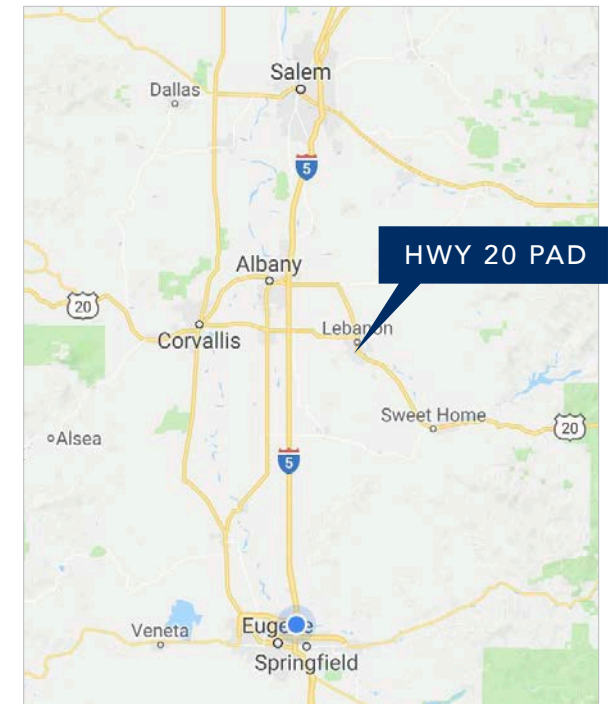 Salem
Dallas
5
HWY 20 PAD
Albany
20
Lebanon
Corvallis
Sweet Home
20
Alsea
5
Veneta
Eugene
Springfield